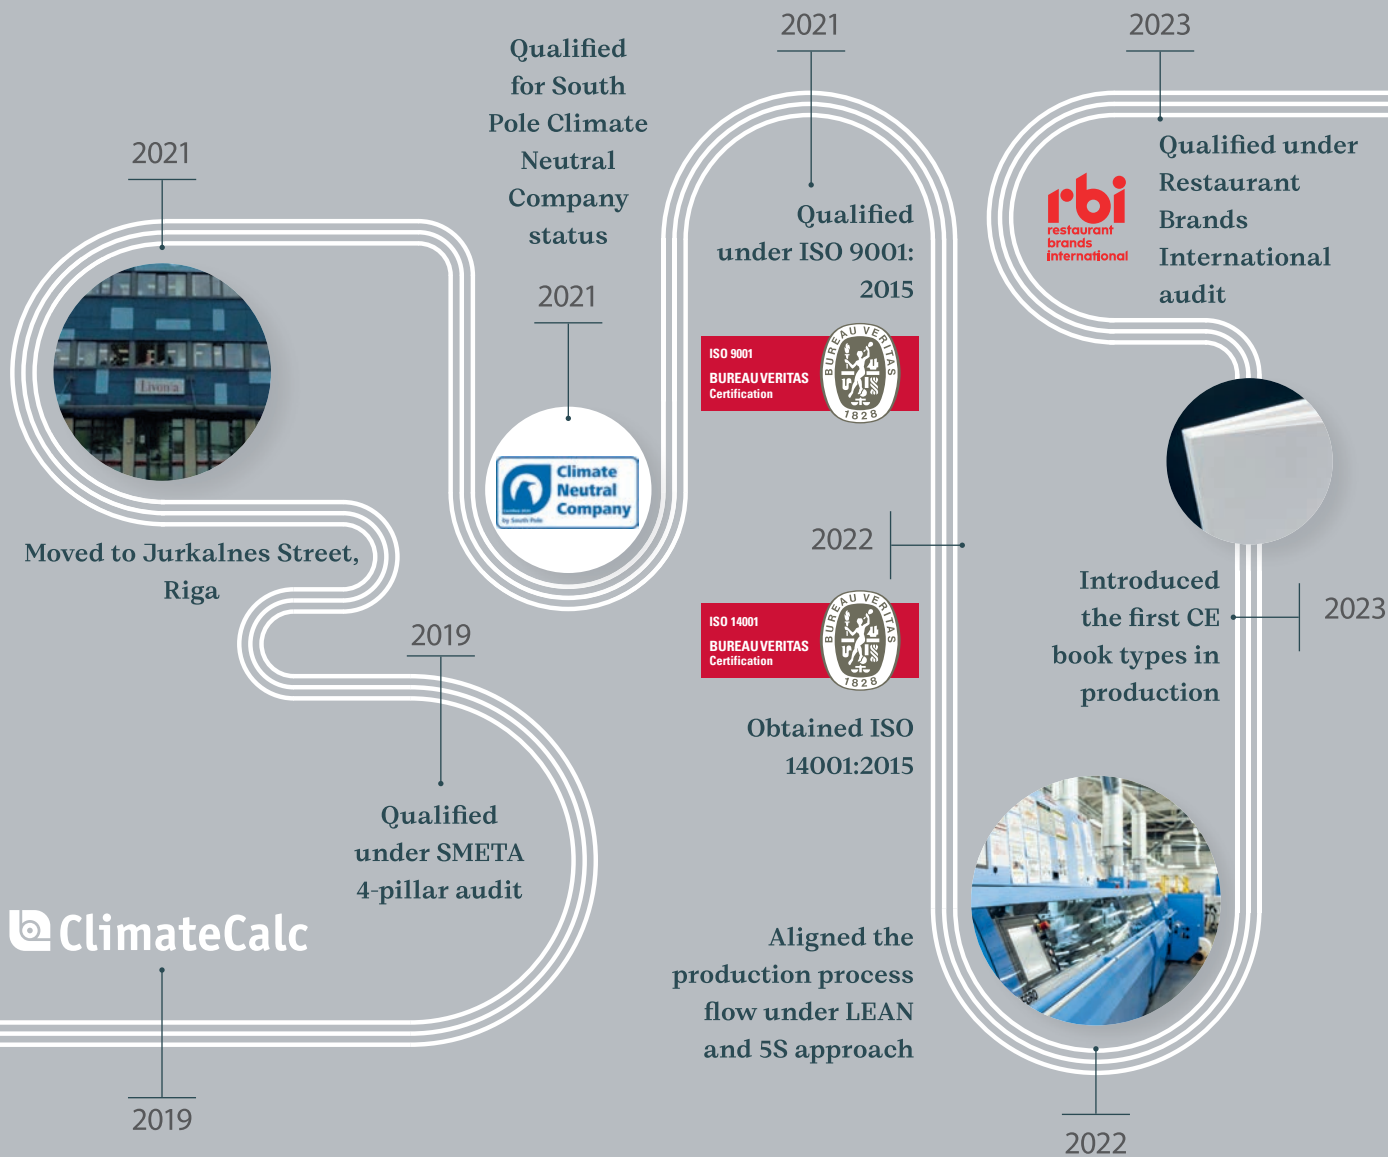 ClimateCalc
2019
2019
Qualified
under SMETA
4-pillar audit
2021
Livonia
Moved to Jurkalnes Street,
Riga
Qualified
for South
Pole Climate
Neutral
Company
status
2021
Climate
Neutral
Company
by South Pole
2021
Qualified
under ISO 9001:
2015
ISO 9001
BUREAU VERITAS
Certification
BUREAU VERITAS
1828
2022
ISO 14001
BUREAU VERITAS
Certification
BUREAU VERITAS
1828
Obtained ISO
14001:2015
Aligned the
production process
flow under LEAN
and 5S approach
2022
Introduced
the first CE
book types in
production
2023
2023
rbi
restaurant
brands
international
Qualified under
Restaurant
Brands
International
audit